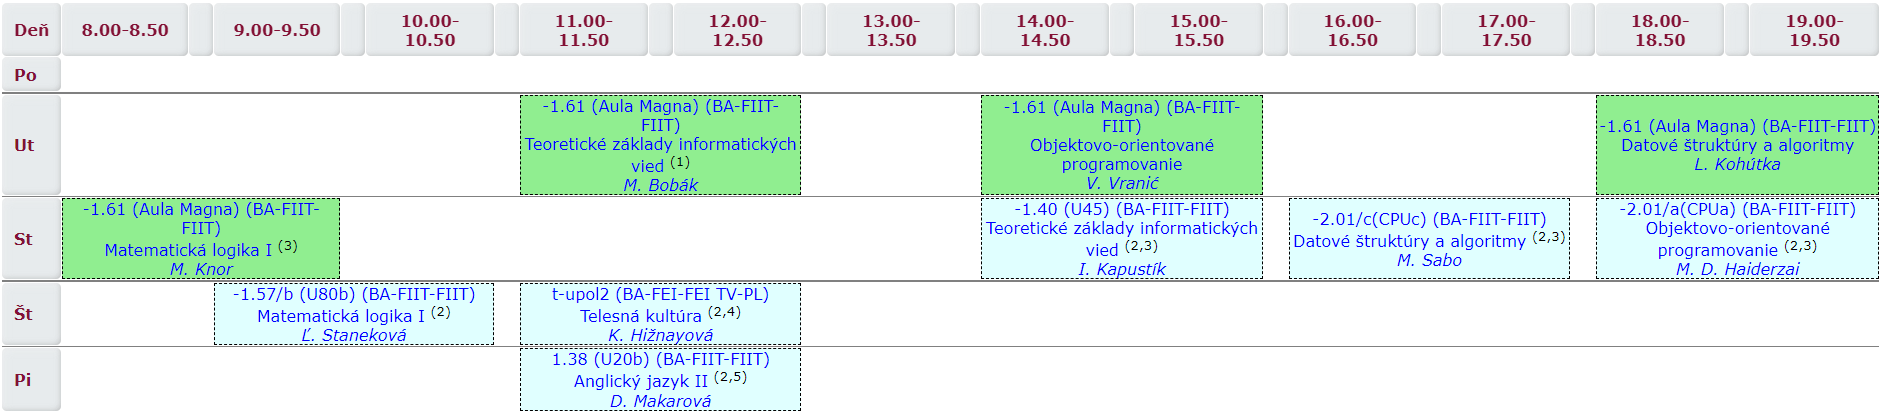 Deň
8.00-8.50
9.00-9.50
10.00-
10.50
11.00-
11.50
12.00-
12.50
13.00-
13.50
14.00-
14.50
15.00-
15.50
16.00-
16.50
17.00-
17.50
18.00-
18.50
19.00-
19.50
Po
Ut
-1.61 (Aula Magna) (BA-FIIT-
FIIT)
Teoretické základy informatických
vied (1)
M. Bobák
-1.61 (Aula Magna) (BA-FIIT-
FIIT)
Objektovo-orientované
programovanie
V. Vranić
-1.61 (Aula Magna) (BA-FIIT-FIIT)
Datové štruktúry a algoritmy
L. Kohútka
St
-1.61 (Aula Magna) (BA-FIIT-
FIIT)
Matematická logika I (3)
M. Knor
-1.40 (U45) (BA-FIIT-FIIT)
Teoretické základy informatických
vied (2,3)
I. Kapustík
-2.01/c(CPUc) (BA-FIIT-FIIT)
Datové štruktúry a algoritmy (2,3)
M. Sabo
-2.01/a(CPUa) (BA-FIIT-FIIT)
Objektovo-orientované
programovanie (2,3)
M. D. Haiderzai
Št
-1.57/b (U80b) (BA-FIIT-FIIT)
Matematická logika I (2)
Ľ. Staneková
t-upol2 (BA-FEI-FEI TV-PL)
Telesná kultúra (2,4)
K. Hižnayová
Pi
1.38 (U20b) (BA-FIIT-FIIT)
Anglický jazyk II (2,5)
D. Makarová